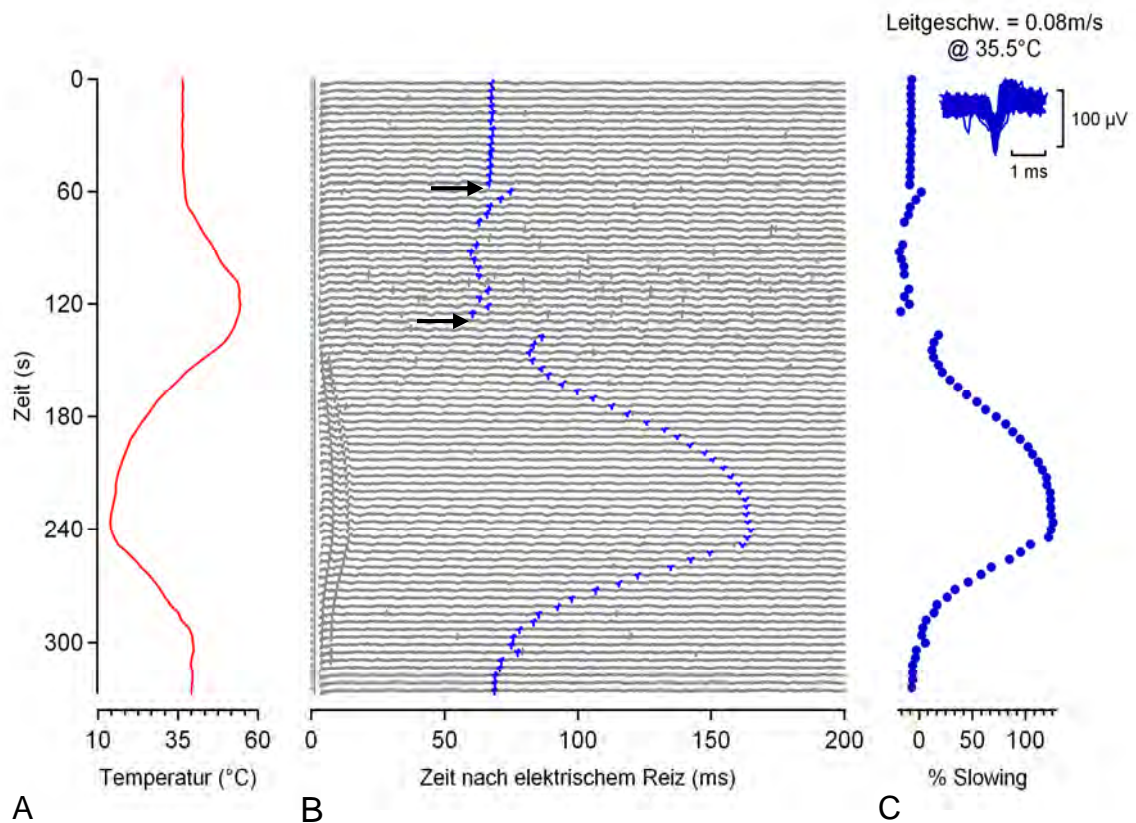 Leitgeschw. = 0.08m/s
@ 35.5°C
100 µV
1 ms
Zeit (s)
0
60
120
180
240
300
10 35 60
0 50 100 150 200
0 50 100
Temperatur (°C)
Zeit nach elektrischem Reiz (ms)
% Slowing
A
B
C